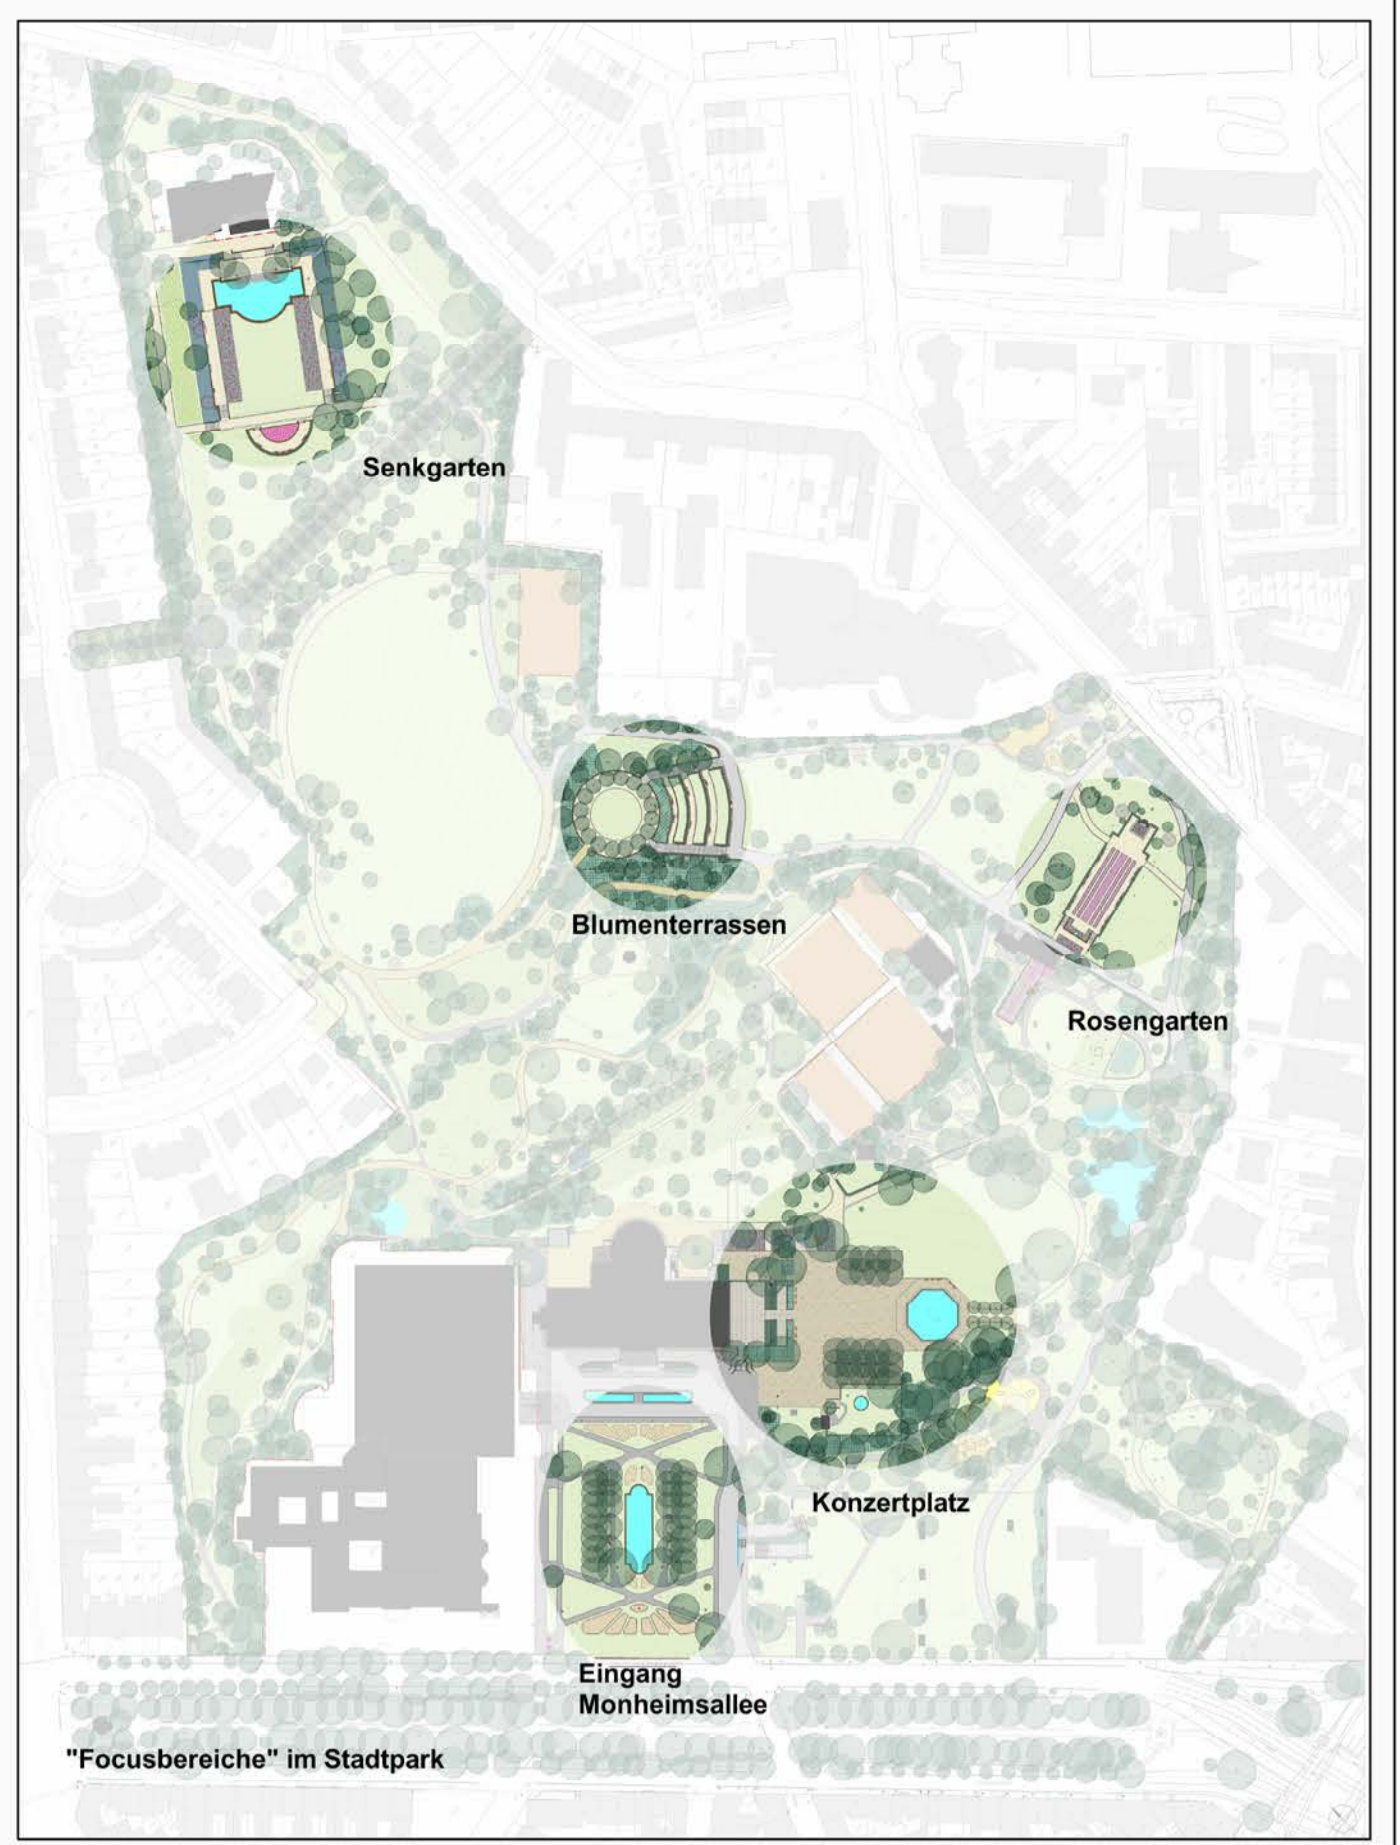 Senkgarten
Blumenterrassen
Rosengarten
Konzertplatz
Eingang
Monheimsallee
"Focusbereiche" im Stadtpark